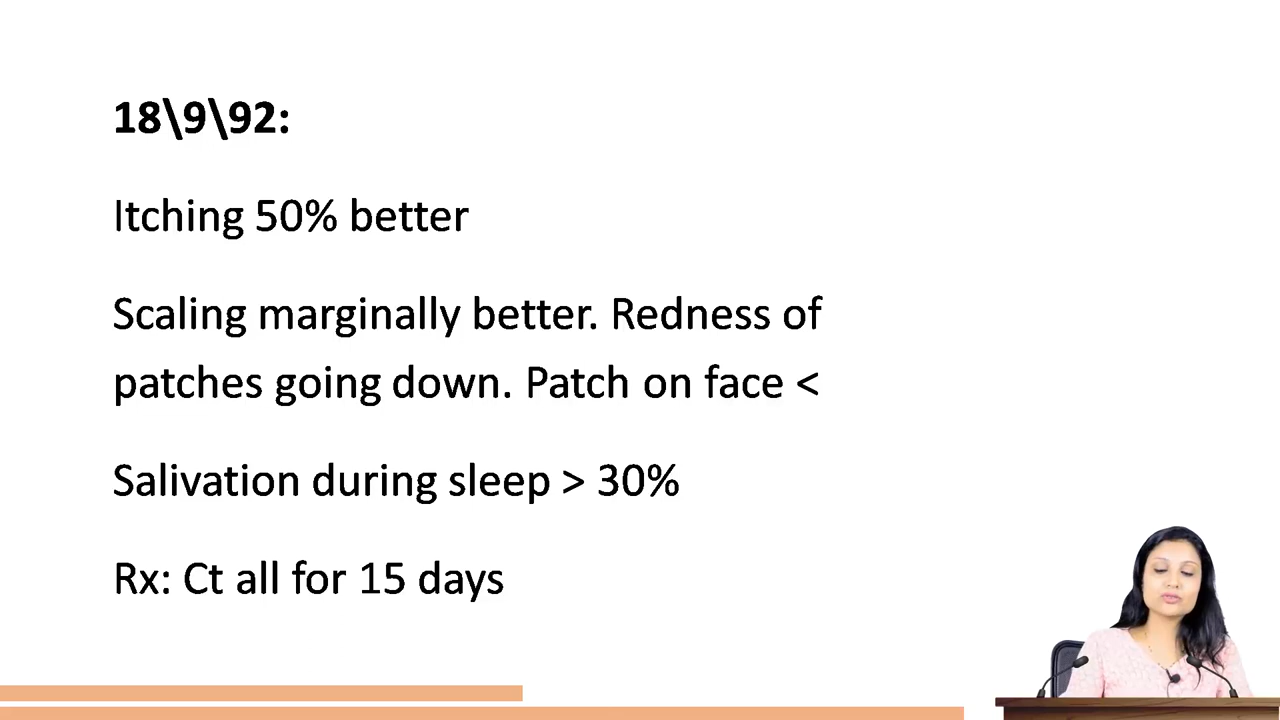 18\9\92:
Itching 50% better
Scaling marginally better. Redness of
patches going down. Patch on face <
Salivation during sleep > 30%
Rx: Ct all for 15 days